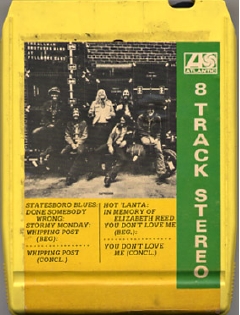 ATLANTIC
8 TRACK STEREO
STATESBORO BLUES:
DONE SOMEBODY
WRONG:
STORMY MONDAY:
WHIPPING POST
(BEG.)
WHIPPING POST
(CONCL.)
HOT 'LANTA:
IN MEMORY OF
ELIZABETH REED:
YOU DON'T LOVE ME
(BEG.):
YOU DON'T LOVE
ME (CONCL.)